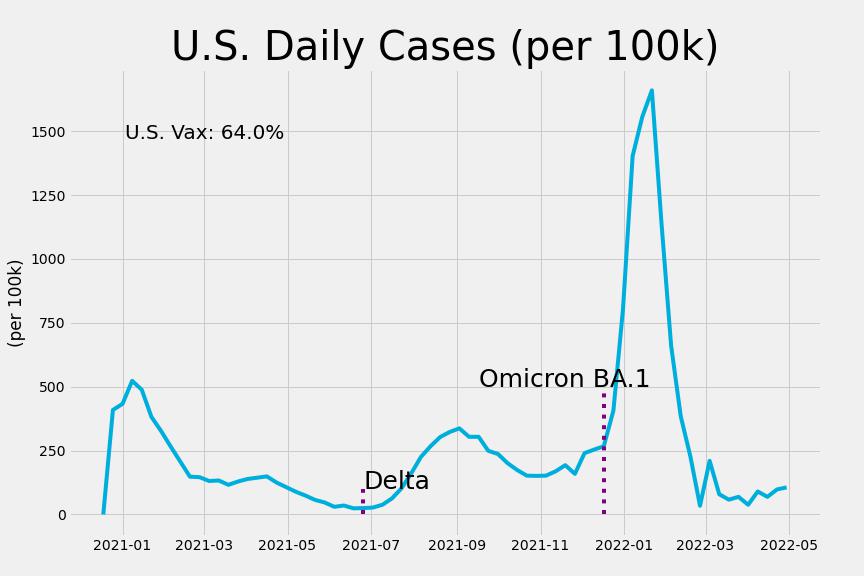 U.S. Daily Cases (per 100k)
U.S. Vax: 64.0%
1500
1250
1000
750
500
250
0
(per 100k)
Omicron BA.1
Delta
2021-01 2021-03 2021-05 2021-07 2021-09 2021-11 2022-01 2022-03 2022-05